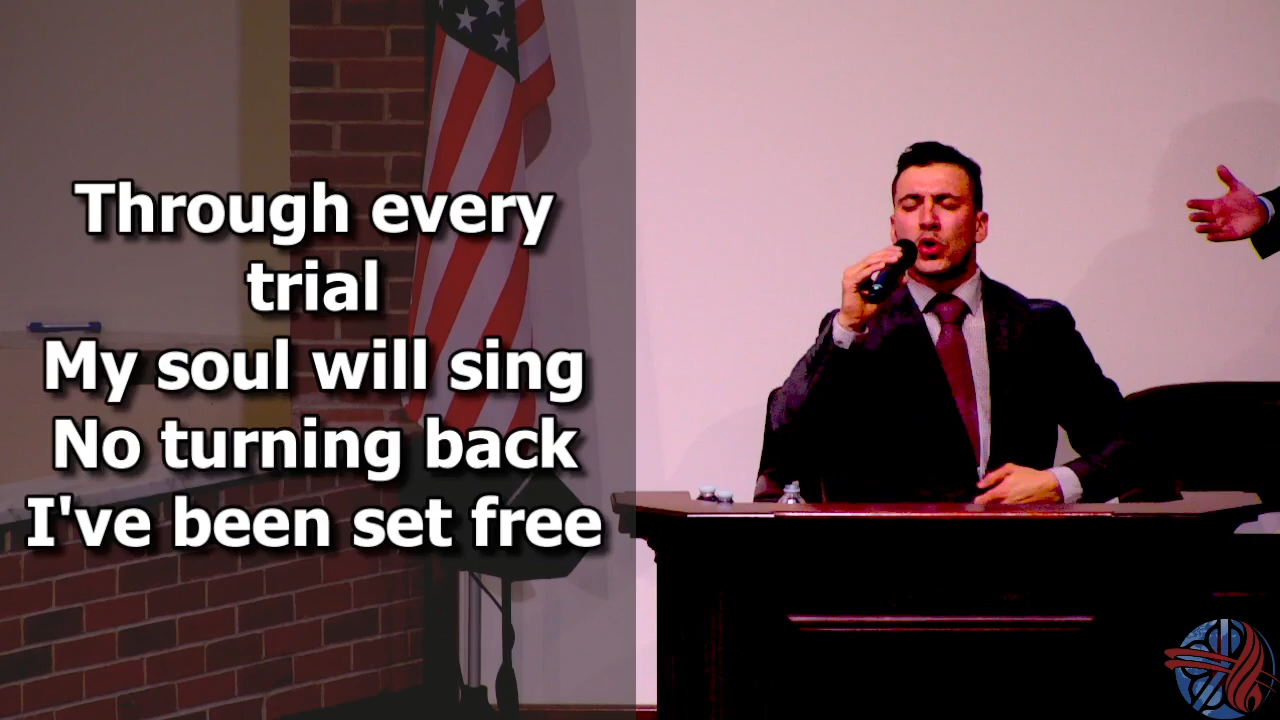 Through every
trial
My soul will sing
No turning back
I've been set free